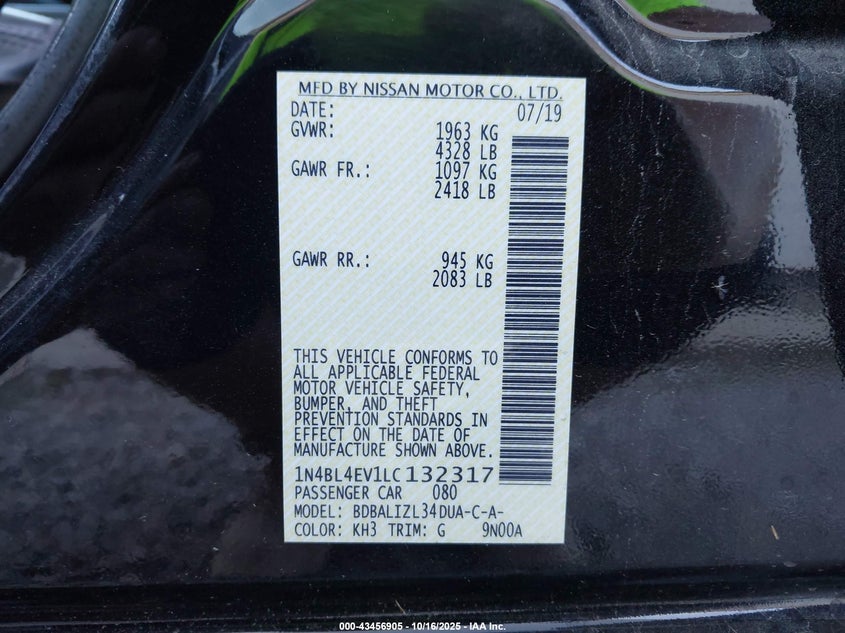 MFD BY NISSAN MOTOR CO., LTD.
DATE: 07/19
GVWR: 1963 KG
4328 LB
GAWR FR.: 1097 KG
2418 LB
GAWR RR.: 945 KG
2083 LB
THIS VEHICLE CONFORMS TO
ALL APPLICABLE FEDERAL
MOTOR VEHICLE SAFETY,
BUMPER, AND THEFT
PREVENTION STANDARDS IN
EFFECT ON THE DATE OF
MANUFACTURE SHOWN ABOVE.
1N4BL4EV1LC132317
PASSENGER CAR 080
MODEL: BDBALIZL34DUA-C-A-
COLOR: KH3 TRIM: G 9N00A
000-43456905 - 10/16/2025 - IAA Inc.